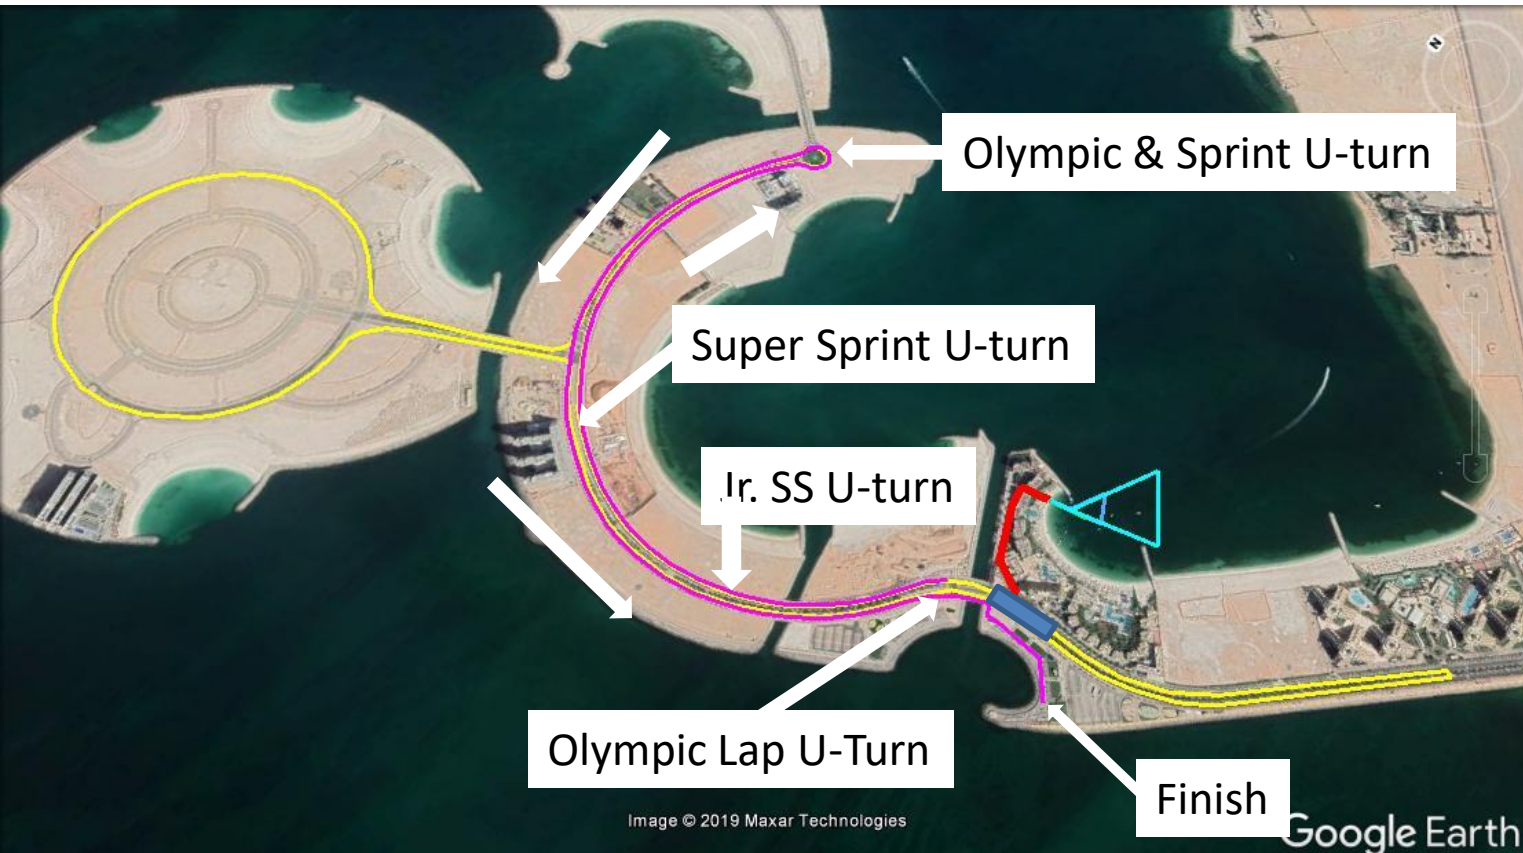 N
Olympic & Sprint U-turn
Super Sprint U-turn
Jr. SS U-turn
Olympic Lap U-Turn
Finish
Image © 2019 Maxar Technologies
Google Earth